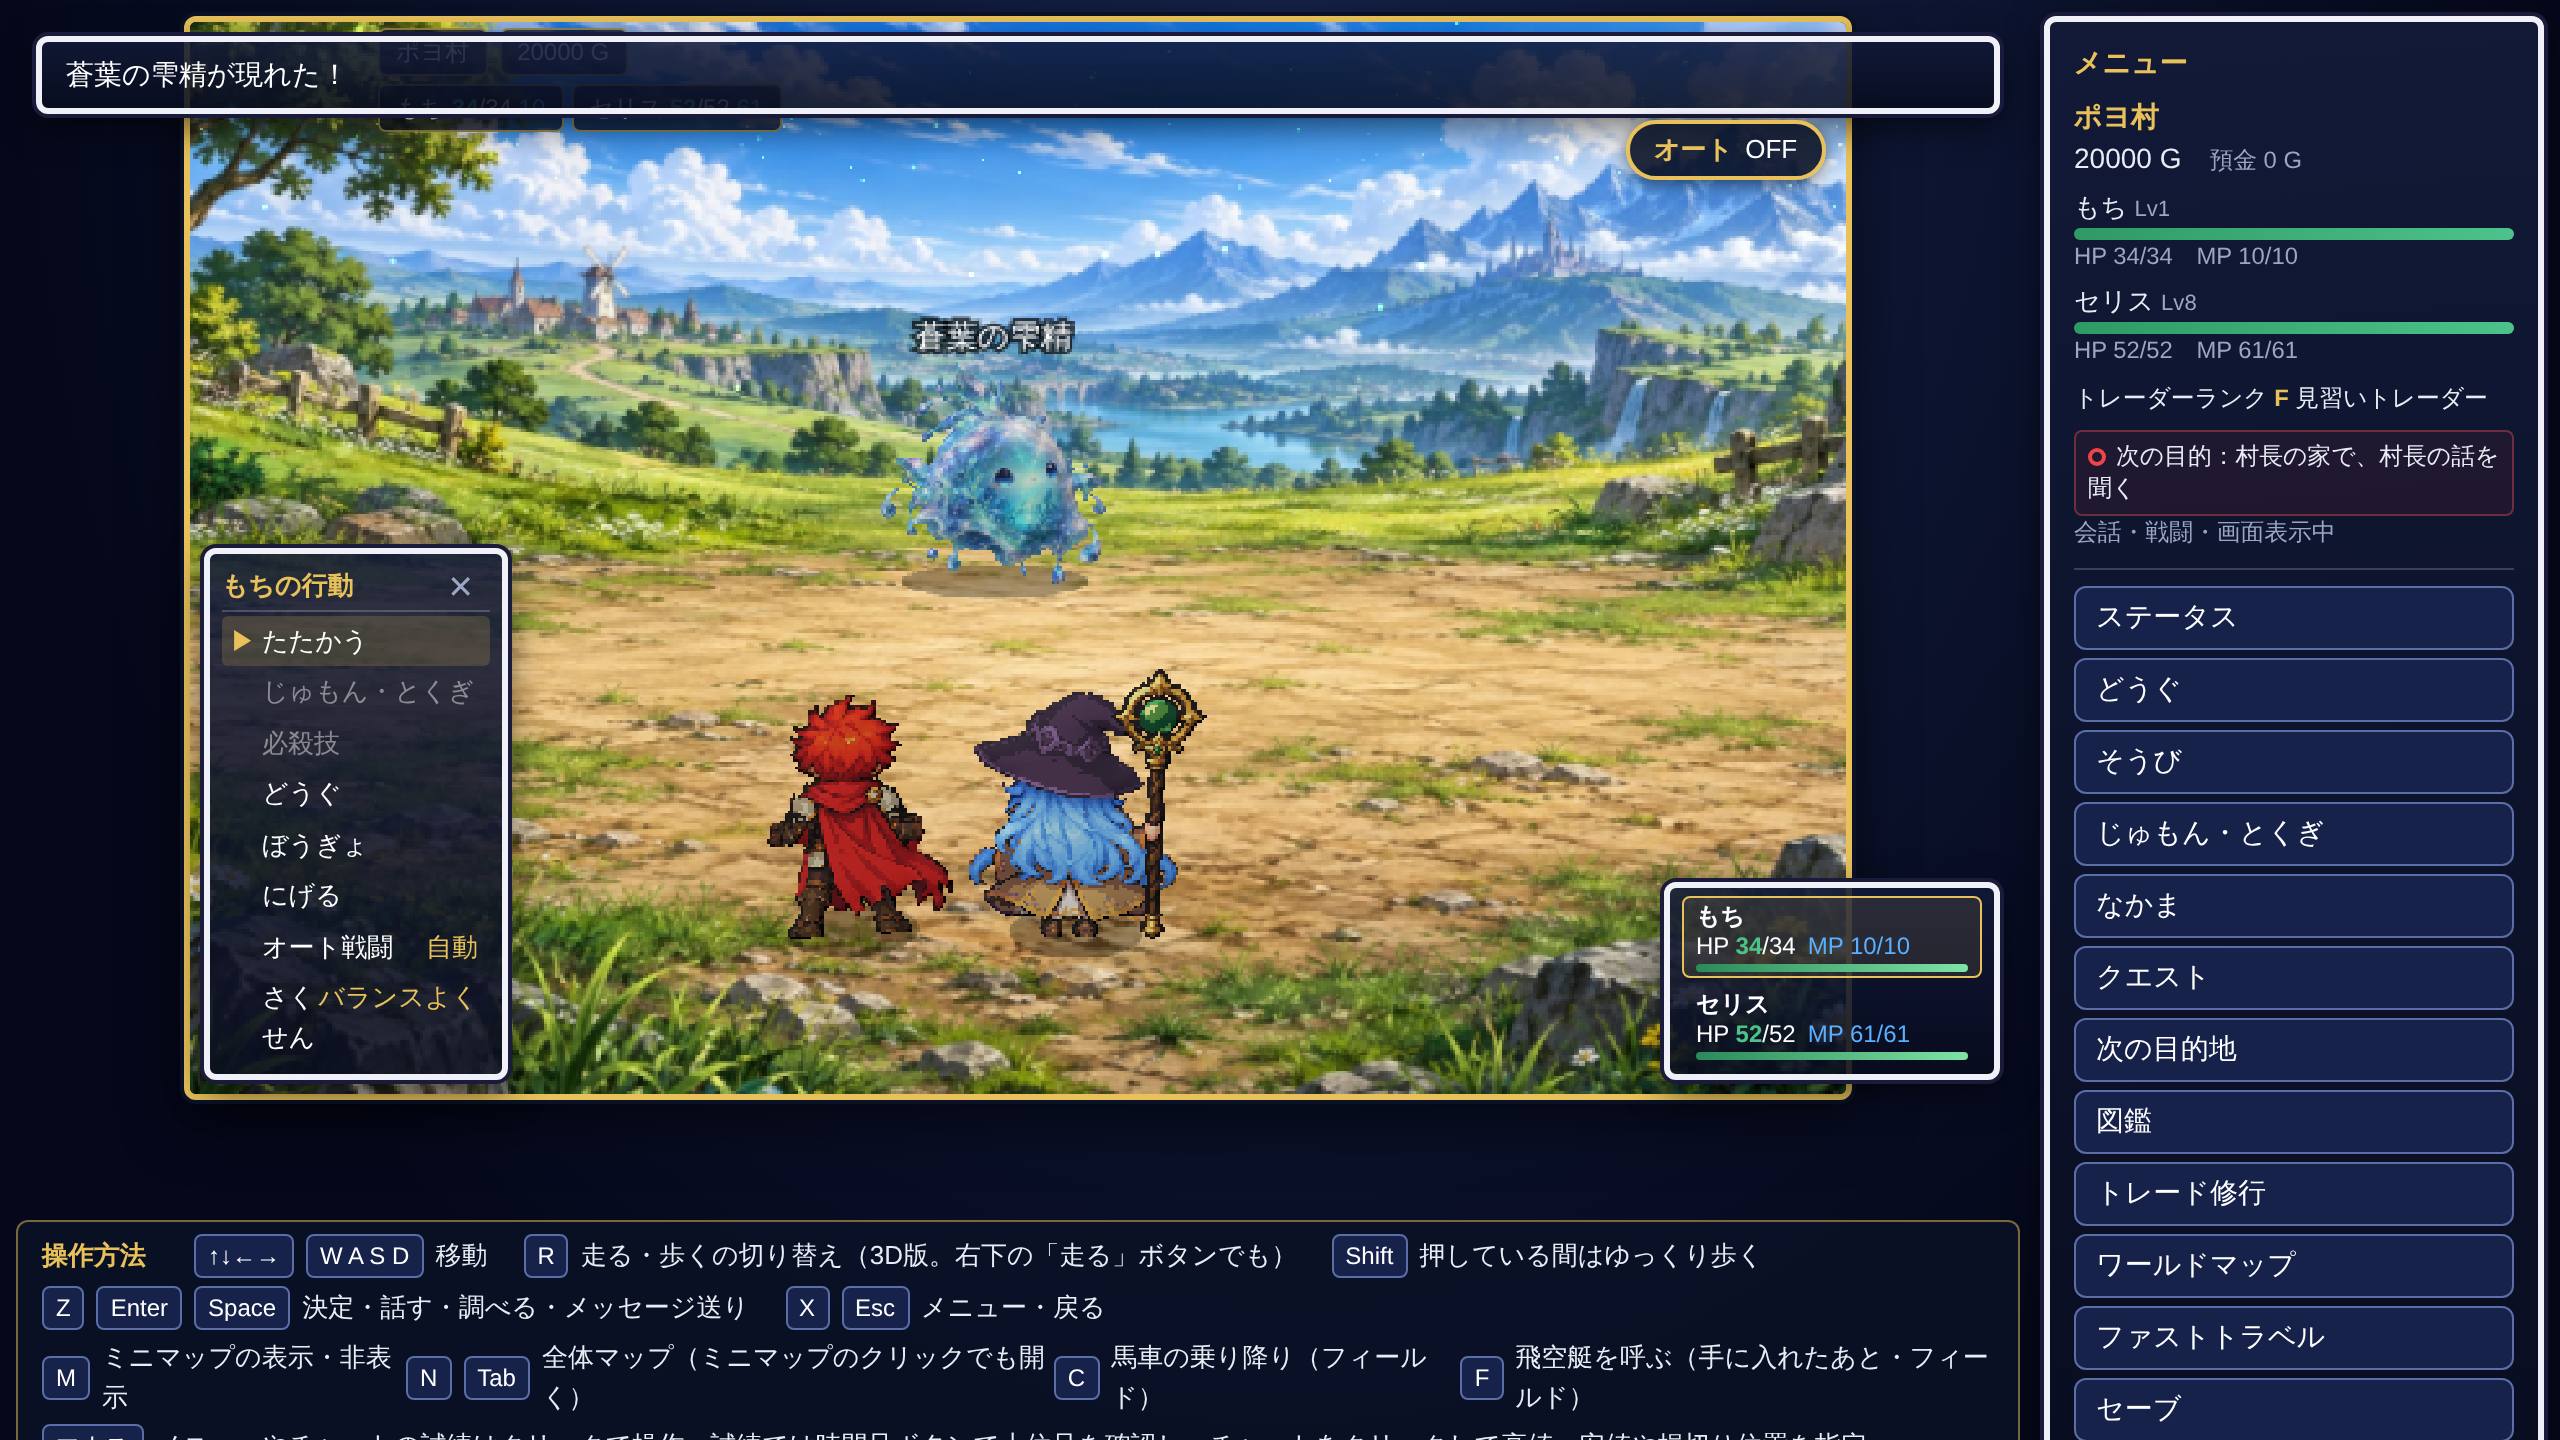 蒼葉の雫精が現れた！
ポヨ村 20000 G
オート OFF
蒼葉の雫精
もちの行動 ✕
▶ たたかう
じゅもん・とくぎ
必殺技
どうぐ
ぼうぎょ
にげる
オート戦闘 自動
さく バランスよく
せん
もち
HP 34/34 MP 10/10
セリス
HP 52/52 MP 61/61
操作方法 ↑↓←→ W A S D 移動 R 走る・歩くの切り替え（3D版。右下の「走る」ボタンでも） Shift 押している間はゆっくり歩く
Z Enter Space 決定・話す・調べる・メッセージ送り X Esc メニュー・戻る
M ミニマップの表示・非表示 N Tab 全体マップ（ミニマップのクリックでも開く） C 馬車の乗り降り（フィールド） F 飛空艇を呼ぶ（手に入れたあと・フィールド）
メニュー
ポヨ村
20000 G 預金 0 G
もち Lv1
HP 34/34 MP 10/10
セリス Lv8
HP 52/52 MP 61/61
トレーダーランク F 見習いトレーダー
次の目的：村長の家で、村長の話を
聞く
会話・戦闘・画面表示中
ステータス
どうぐ
そうび
じゅもん・とくぎ
なかま
クエスト
次の目的地
図鑑
トレード修行
ワールドマップ
ファストトラベル
セーブ